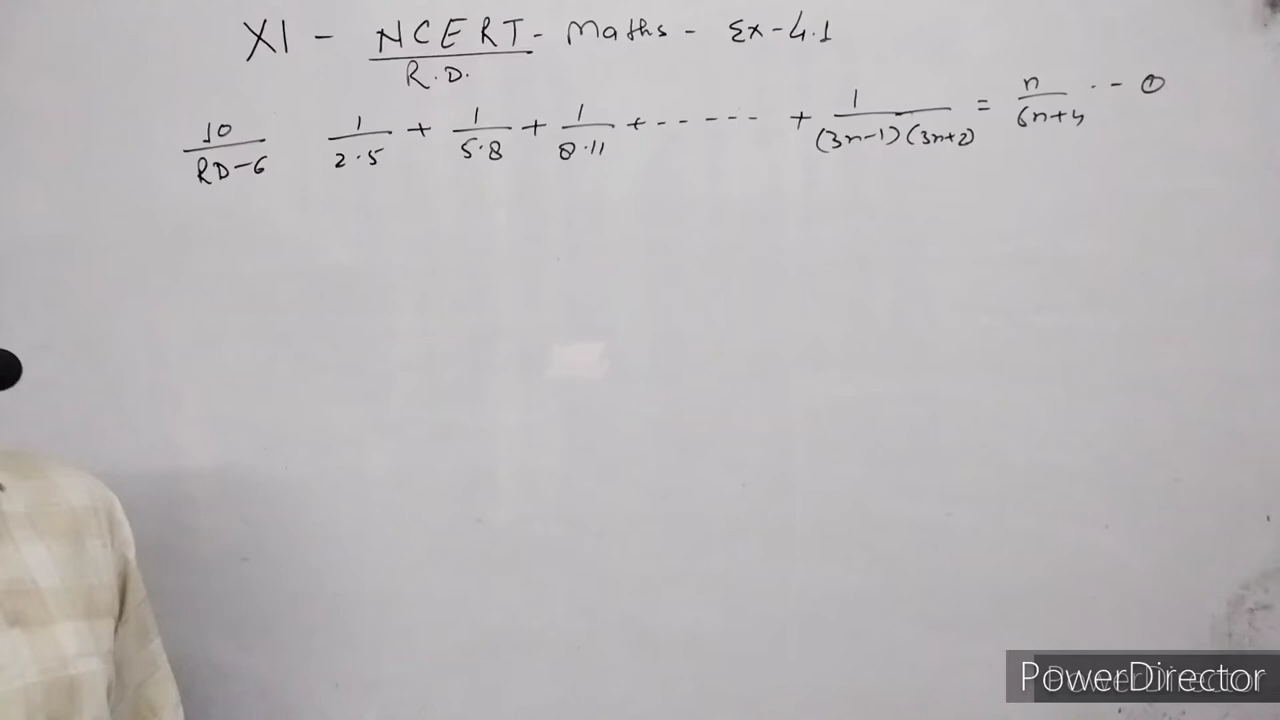 XI - NCERT - Maths - Ex-4.1
R.D.
10/RD-6 1/2.5 + 1/5.8 + 1/8.11 + ------ + 1/(3n-1)(3n+2) = n/6n+4 --- ①
PowerDirector